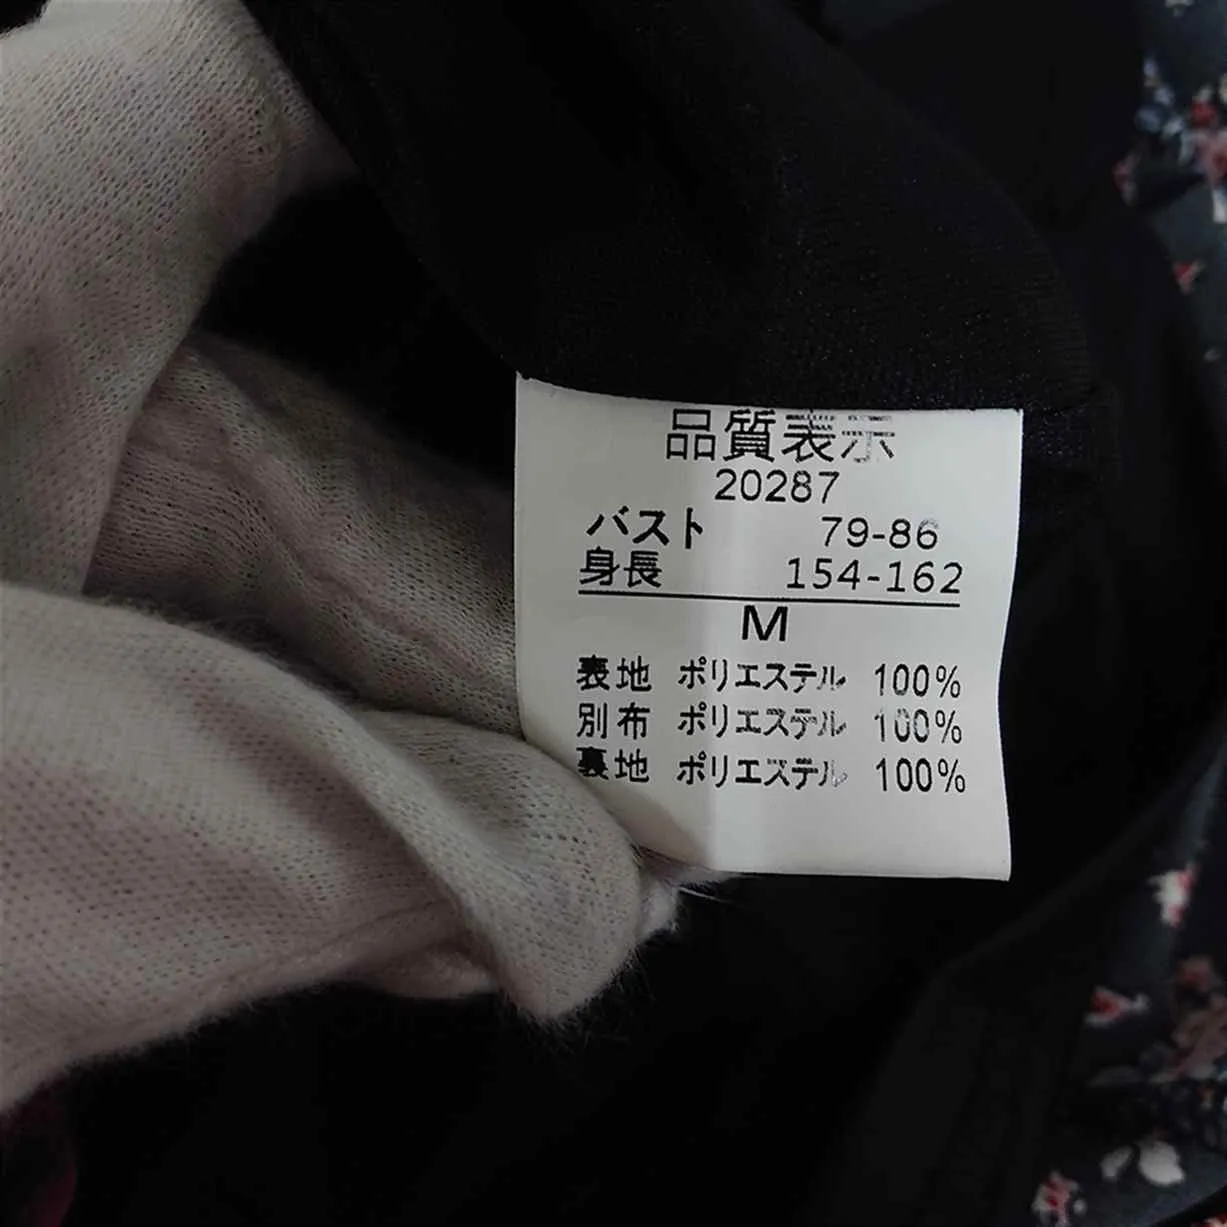 品質表示
20287
バスト 79-86
身長 154-162
M
表地 ポリエステル 100%
別布 ポリエステル 100%
裏地 ポリエステル 100%